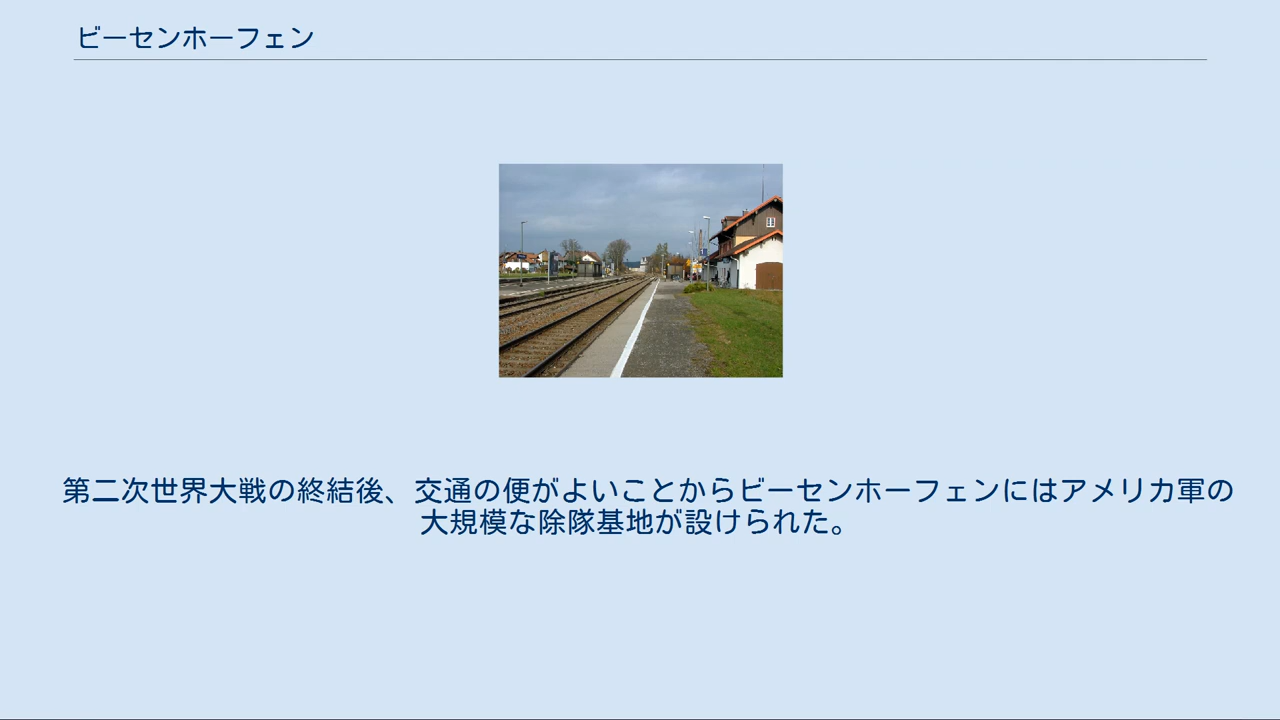 ビーセンホーフェン
第二次世界大戦の終結後、交通の便がよいことからビーセンホーフェンにはアメリカ軍の
大規模な除隊基地が設けられた。